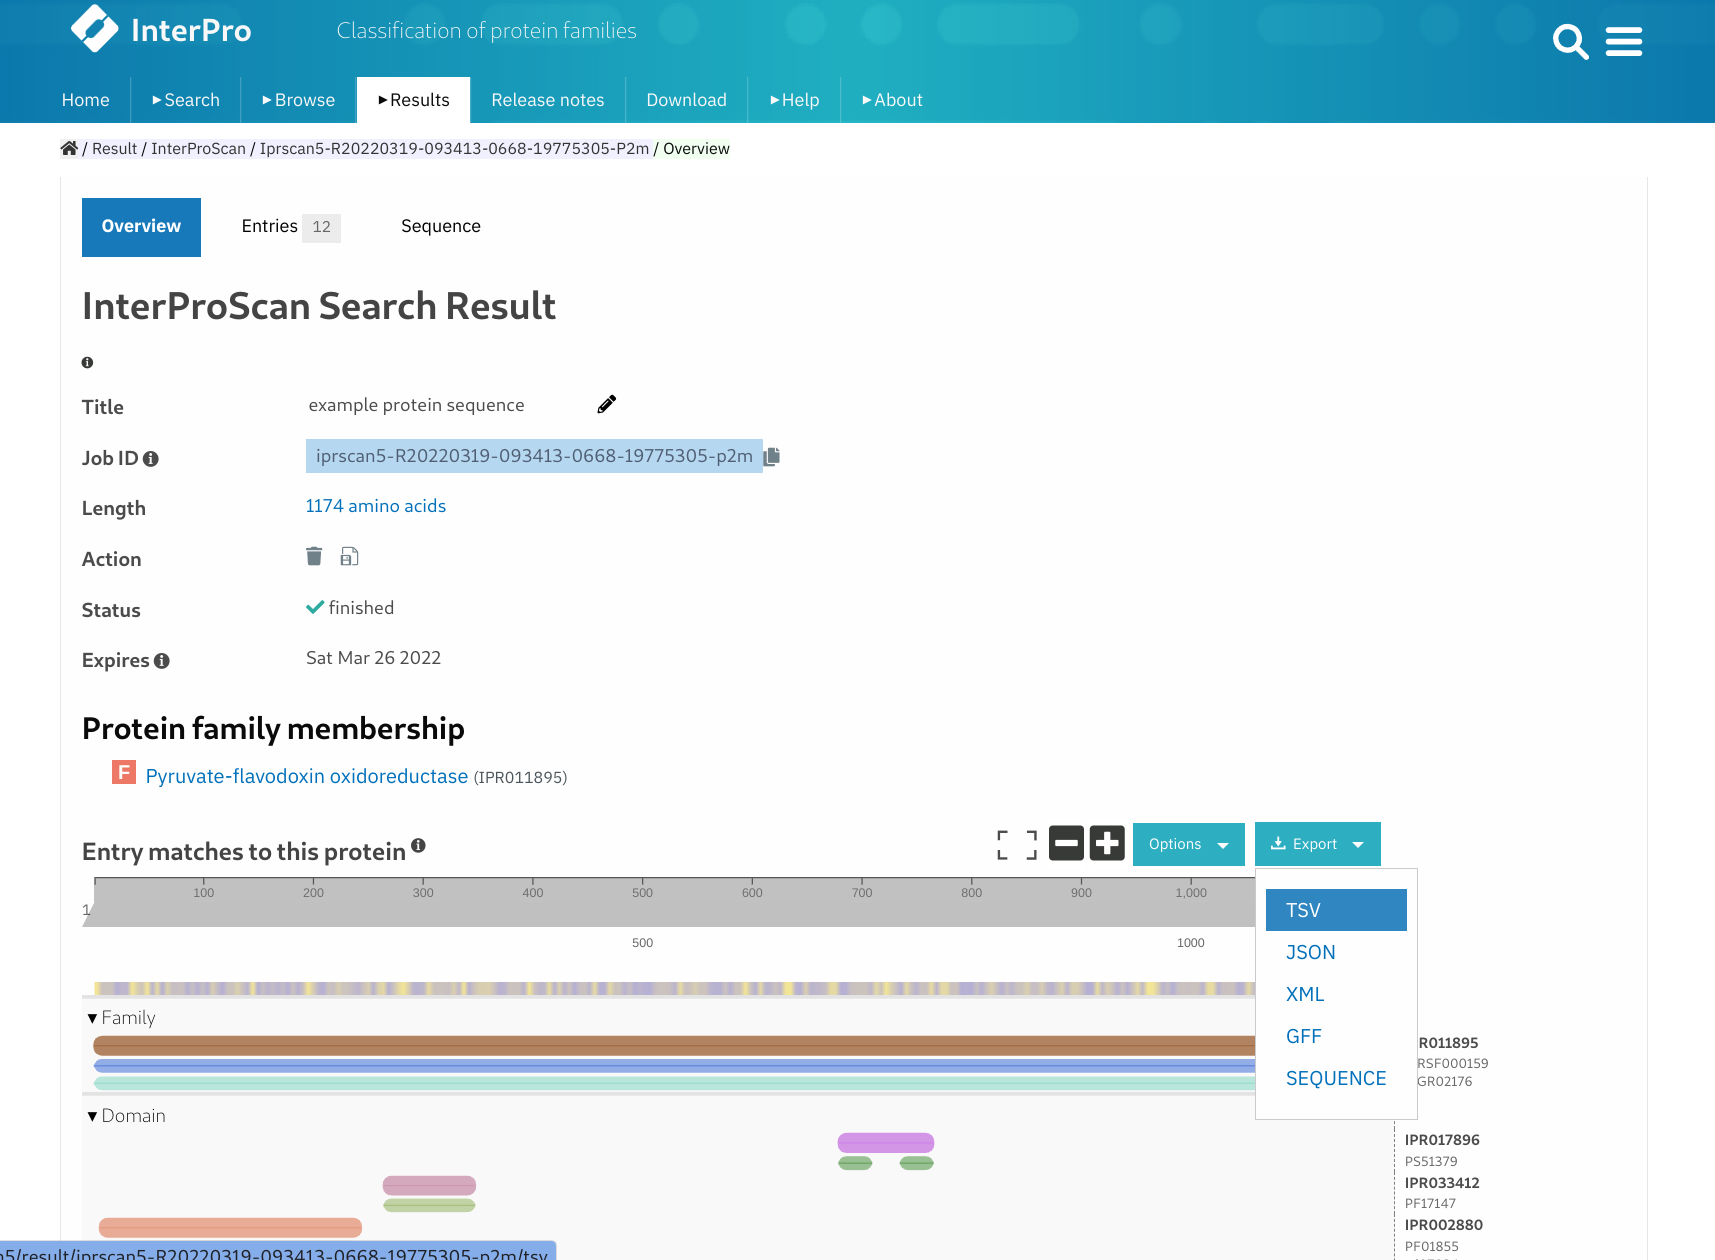 InterPro
Classification of protein families
Home ▸Search ▸Browse ▸Results Release notes Download ▸Help ▸About
/ Result / InterProScan / Iprscan5-R20220319-093413-0668-19775305-P2m / Overview
Overview Entries 12 Sequence
InterProScan Search Result
Title example protein sequence
Job ID iprscan5-R20220319-093413-0668-19775305-p2m
Length 1174 amino acids
Action
Status finished
Expires Sat Mar 26 2022
Protein family membership
F Pyruvate-flavodoxin oxidoreductase (IPR011895)
Entry matches to this protein
Options Export
1 100 200 300 400 500 600 700 800 900 1,000
500 1000
TSV
JSON
XML
GFF
SEQUENCE
▾ Family
R011895
RSF000159
GR02176
▾ Domain
IPR017896
PS51379
IPR033412
PF17147
IPR002880
PF01855
n5/result/iprscan5-R20220319-093413-0668-19775305-p2m/tsv